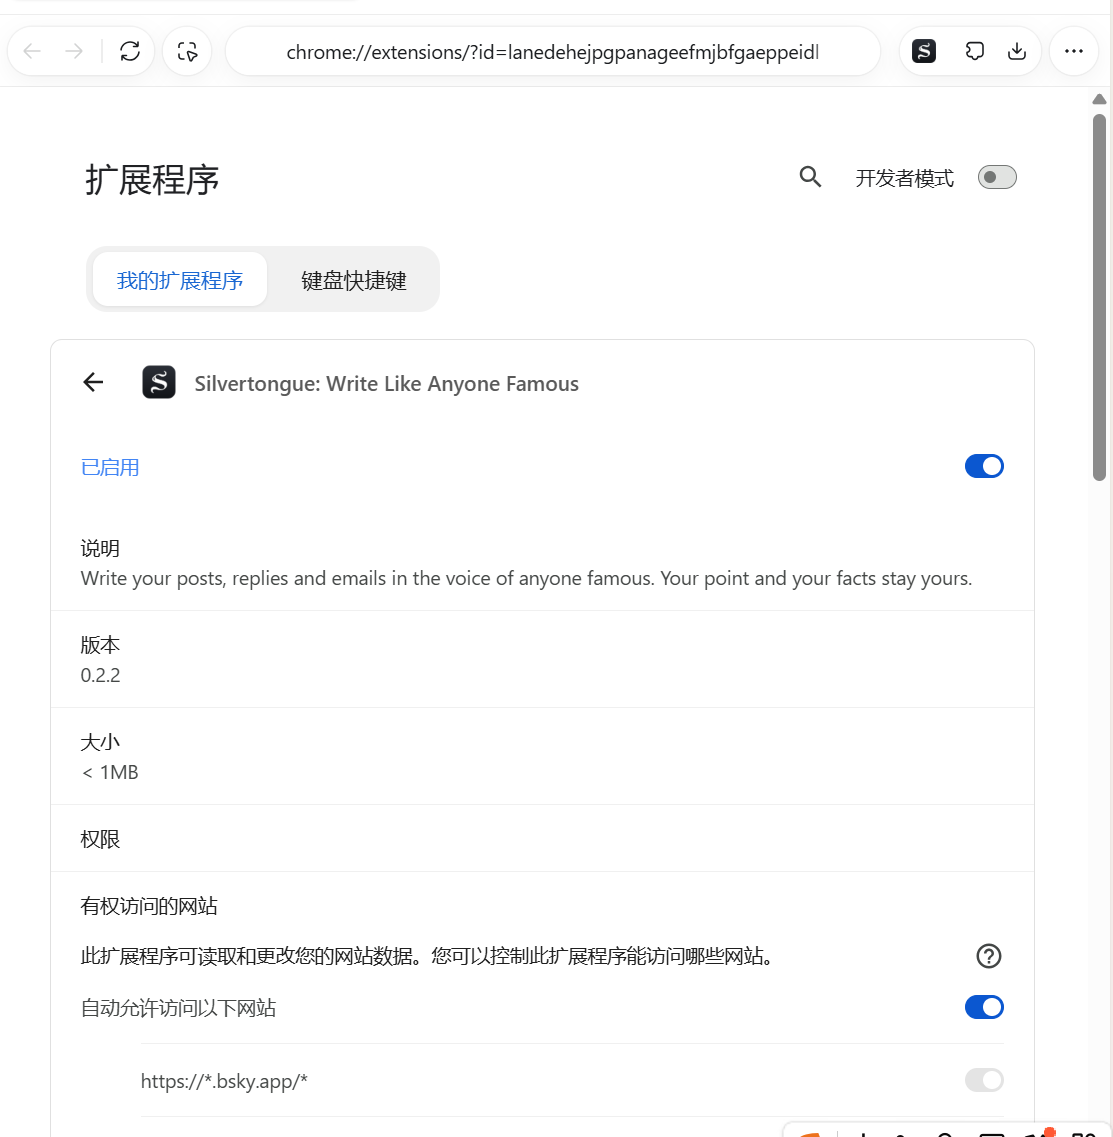 chrome://extensions/?id=lanedehejpgpanageefmjbfgaeppeidl
扩展程序
开发者模式
我的扩展程序
键盘快捷键
Silvertongue: Write Like Anyone Famous
已启用
说明
Write your posts, replies and emails in the voice of anyone famous. Your point and your facts stay yours.
版本
0.2.2
大小
< 1MB
权限
有权访问的网站
此扩展程序可读取和更改您的网站数据。您可以控制此扩展程序能访问哪些网站。
自动允许访问以下网站
https://*.bsky.app/*